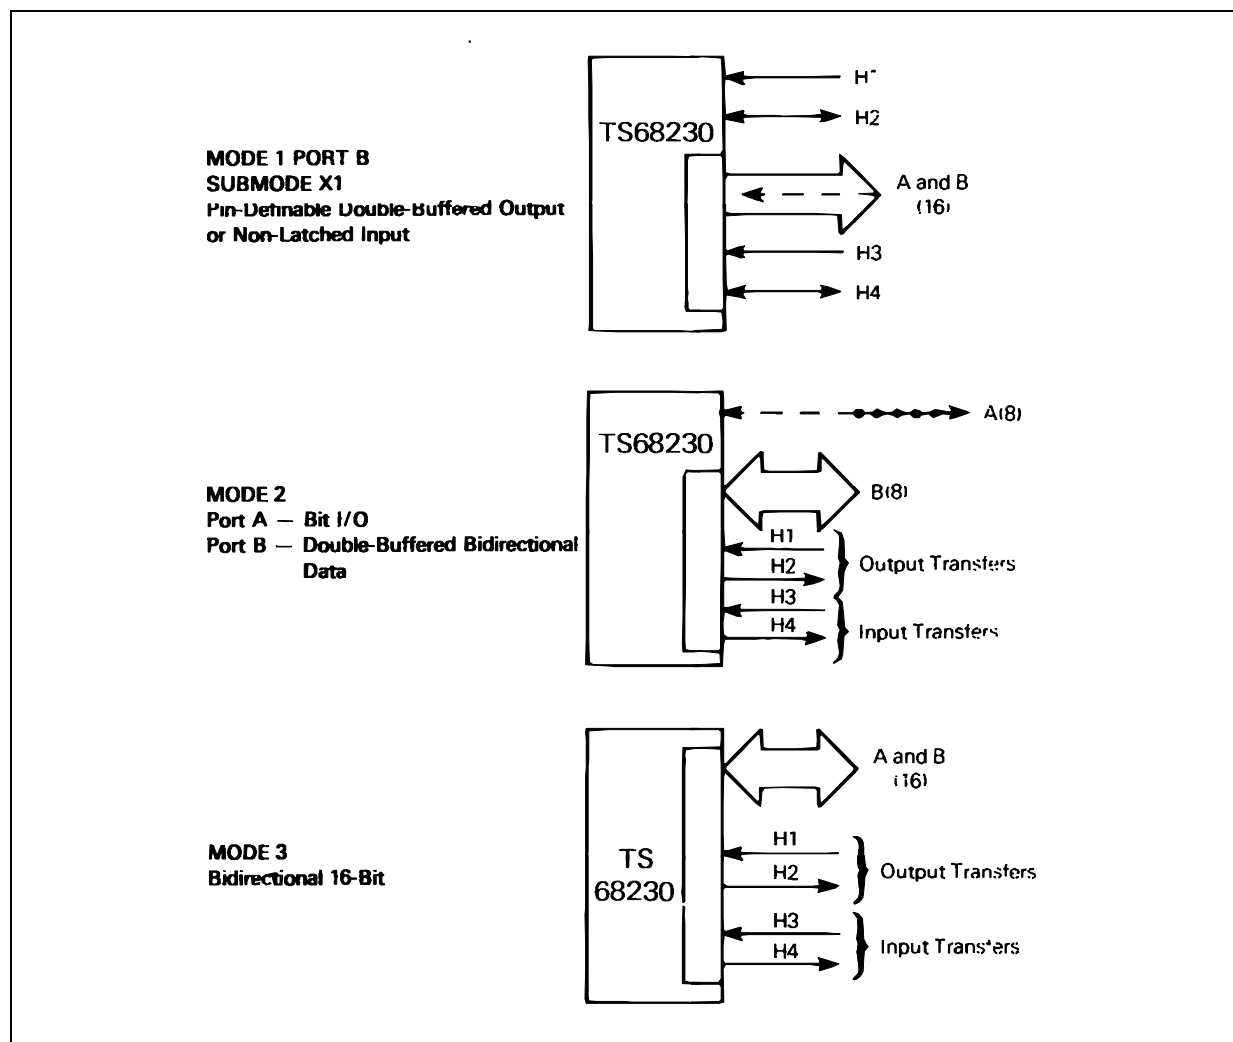 H1
H2
TS68230
MODE 1 PORT B
SUBMODE X1
Pin-Definable Double-Buffered Output
or Non-Latched Input
A and B
(16)
H3
H4
A(8)
TS68230
B(8)
MODE 2
Port A — Bit I/O
Port B — Double-Buffered Bidirectional
Data
H1
H2
Output Transfers
H3
H4
Input Transfers
A and B
(16)
MODE 3
Bidirectional 16-Bit
TS
68230
H1
H2
Output Transfers
H3
H4
Input Transfers